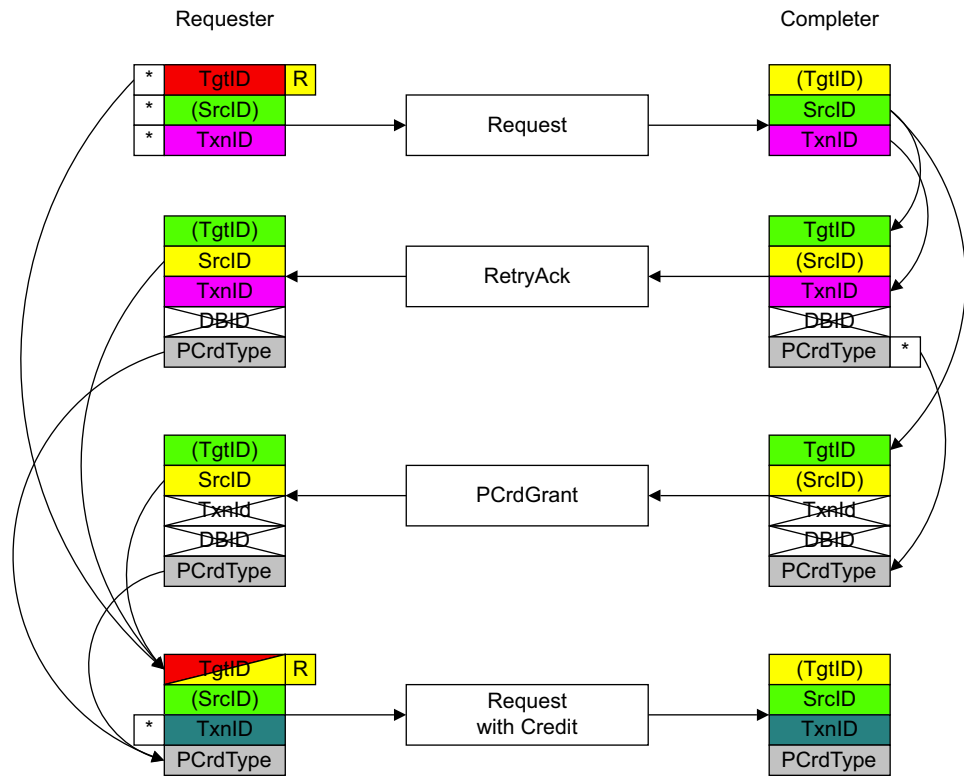 Requester Completer
* TgtID R (TgtID)
* (SrcID) SrcID
* TxnID Request TxnID
(TgtID) TgtID
SrcID (SrcID)
TxnID RetryAck TxnID
DBID DBID
PCrdType PCrdType *
(TgtID) TgtID
SrcID (SrcID)
TxnId PCrdGrant TxnId
DBID DBID
PCrdType PCrdType
TgtID R (TgtID)
(SrcID) SrcID
Request
* TxnID with Credit TxnID
PCrdType PCrdType